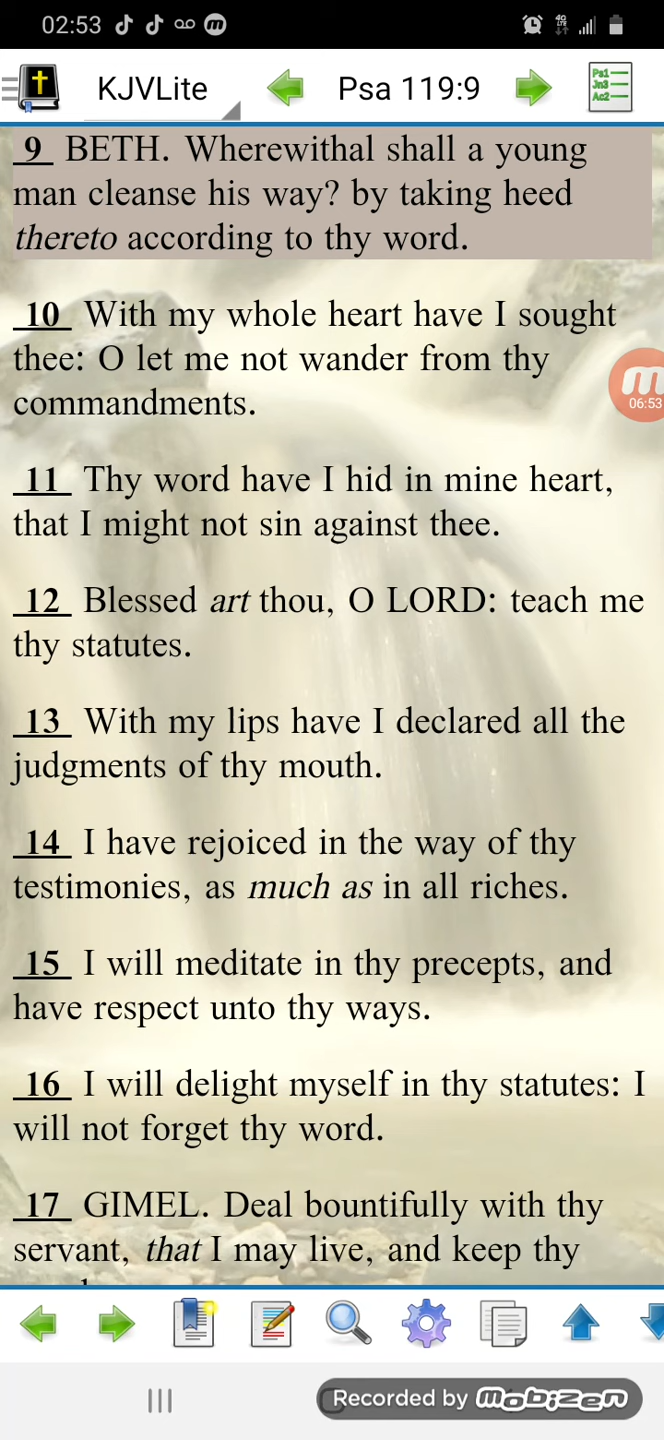 02:53
4G
LTE
KJVLite
Psa 119:9
Ps1
Jn3
Ac2
9 BETH. Wherewithal shall a young
man cleanse his way? by taking heed
thereto according to thy word.
10 With my whole heart have I sought
thee: O let me not wander from thy
commandments.
06:53
11 Thy word have I hid in mine heart,
that I might not sin against thee.
12 Blessed art thou, O LORD: teach me
thy statutes.
13 With my lips have I declared all the
judgments of thy mouth.
14 I have rejoiced in the way of thy
testimonies, as much as in all riches.
15 I will meditate in thy precepts, and
have respect unto thy ways.
16 I will delight myself in thy statutes: I
will not forget thy word.
17 GIMEL. Deal bountifully with thy
servant, that I may live, and keep thy
Recorded by mobizen